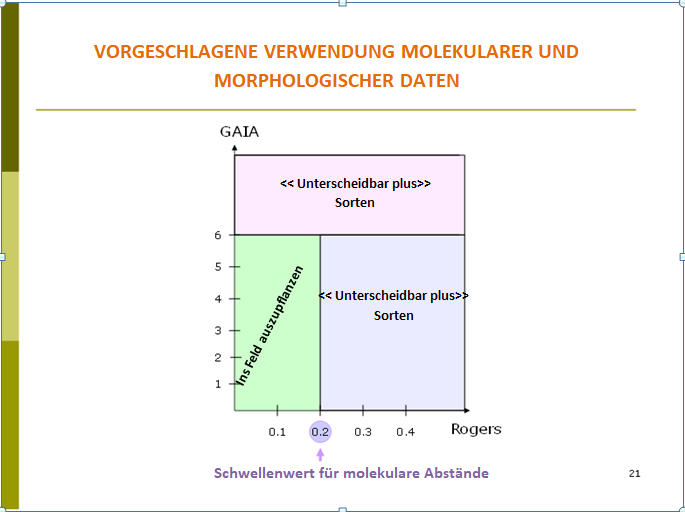 VORGESCHLAGENE VERWENDUNG MOLEKULARER UND
MORPHOLOGISCHER DATEN
GAIA
<< Unterscheidbar plus>>
Sorten
6
5
4
3
2
1
Ins Feld auszupflanzen
<< Unterscheidbar plus>>
Sorten
0.1
0.2
0.3
0.4
Rogers
Schwellenwert für molekulare Abstände
21